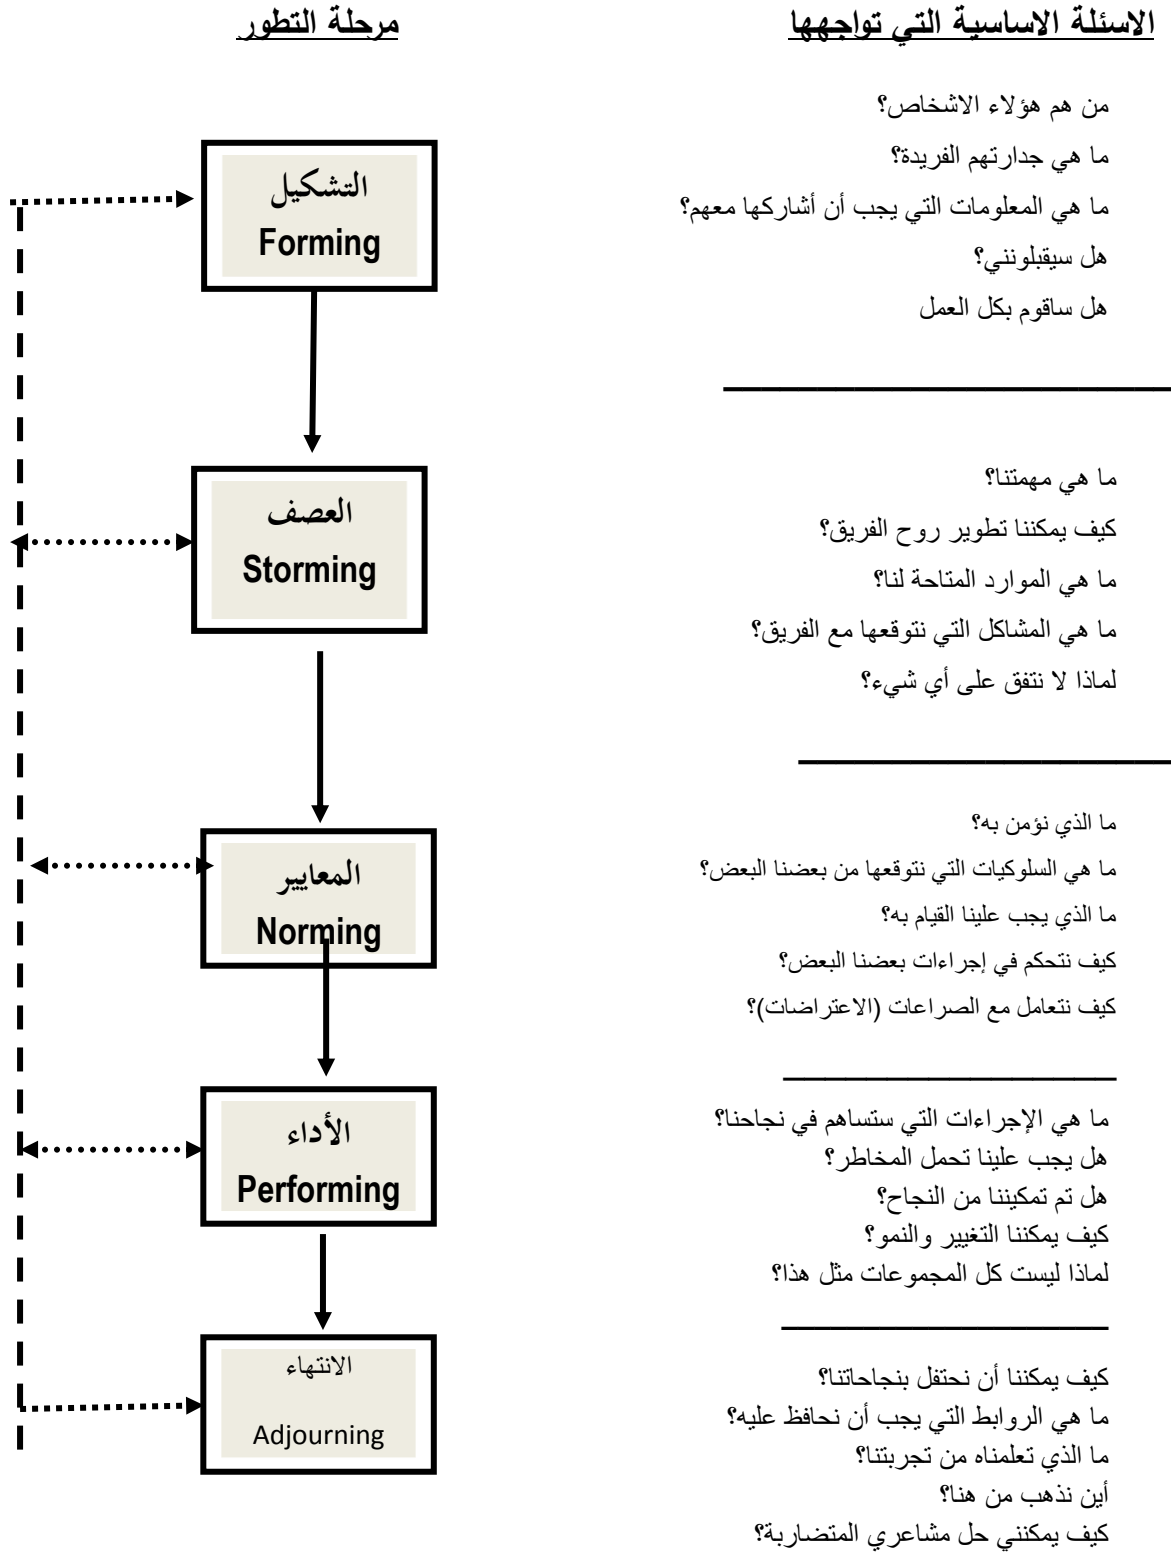 الاسئلة الاساسية التي تواجهها
مرحلة التطور
من هم هؤلاء الاشخاص؟
ما هي جدارتهم الفريدة؟
ما هي المعلومات التي يجب أن أشاركها معهم؟
هل سيقبلونني؟
هل ساقوم بكل العمل
التشكيل
Forming
ما هي مهمتنا؟
كيف يمكننا تطوير روح الفريق؟
ما هي الموارد المتاحة لنا؟
ما هي المشاكل التي نتوقعها مع الفريق؟
لماذا لا نتفق على أي شيء؟
العصف
Storming
ما الذي نؤمن به؟
ما هي السلوكيات التي نتوقعها من بعضنا البعض؟
ما الذي يجب علينا القيام به؟
كيف نتحكم في إجراءات بعضنا البعض؟
كيف نتعامل مع الصراعات (الاعتراضات)؟
المعايير
Norming
ما هي الإجراءات التي ستساهم في نجاحنا؟
هل يجب علينا تحمل المخاطر؟
هل تم تمكيننا من النجاح؟
كيف يمكننا التغيير والنمو؟
لماذا ليست كل المجموعات مثل هذا؟
الأداء
Performing
كيف يمكننا أن نحتفل بنجاحاتنا؟
ما هي الروابط التي يجب أن نحافظ عليه؟
ما الذي تعلمناه من تجربتنا؟
أين نذهب من هنا؟
كيف يمكنني حل مشاعري المتضاربة؟
الانتهاء
Adjourning